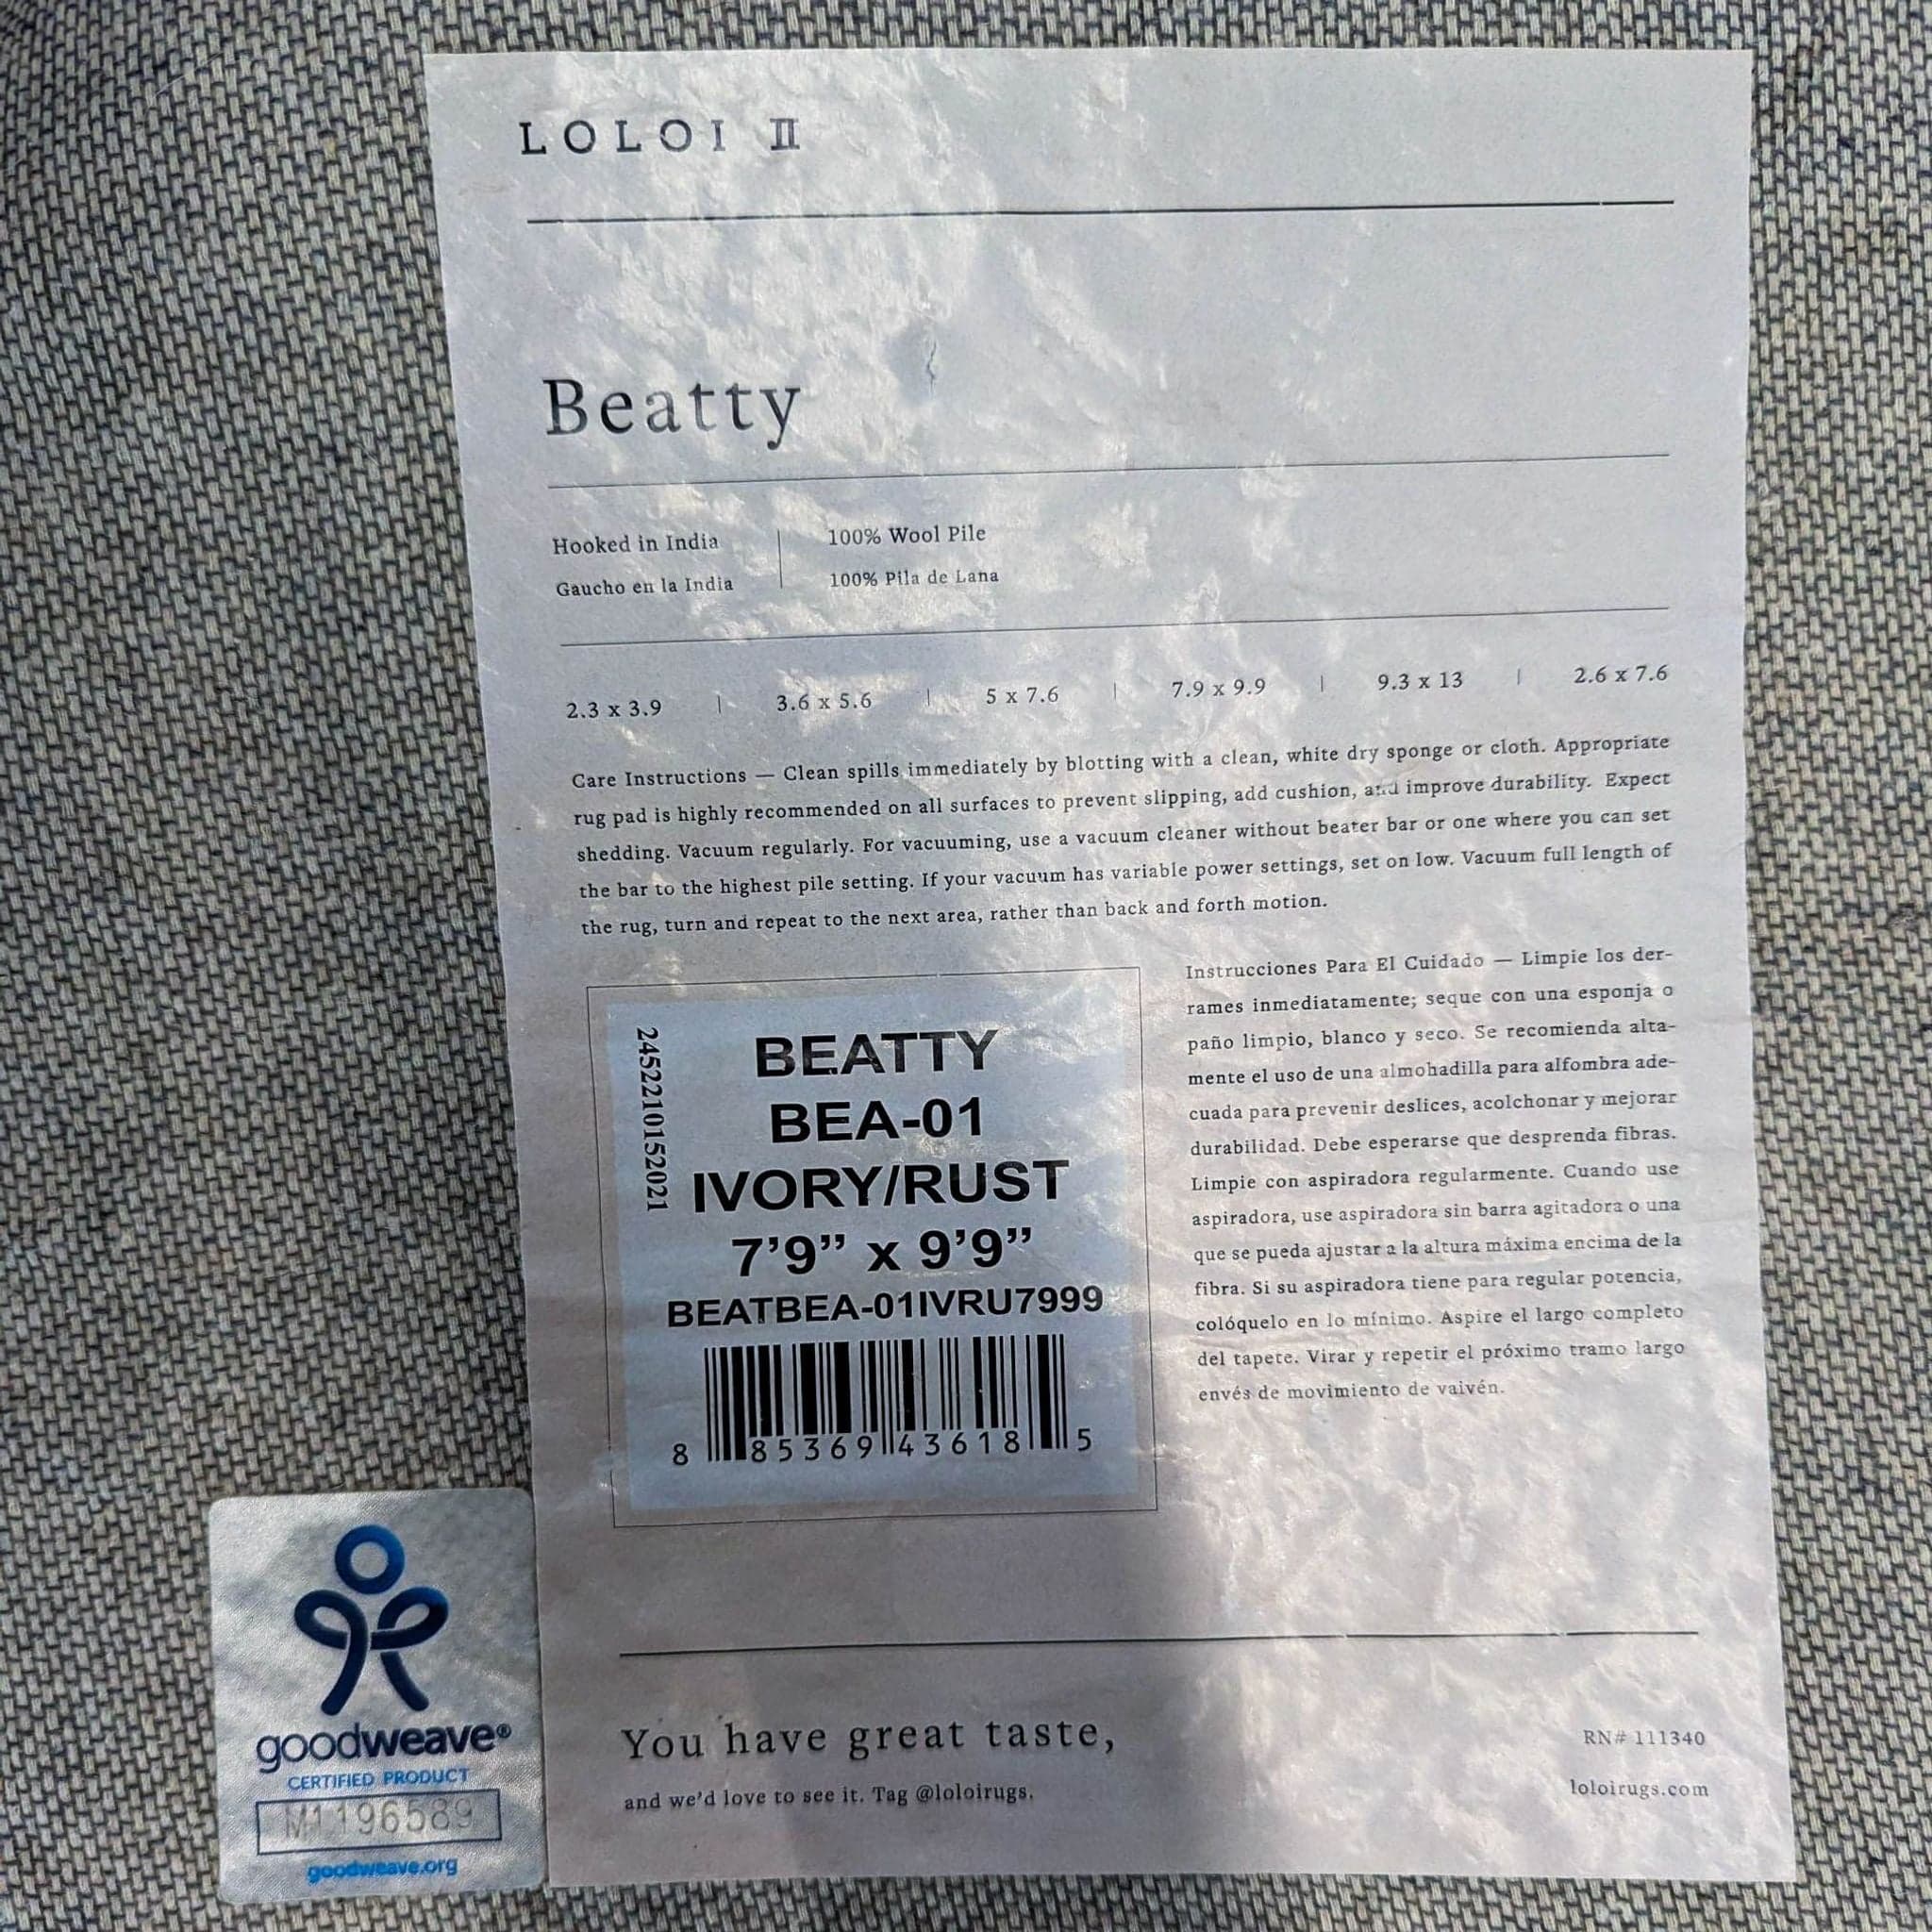 LOLOI II
Beatty
Hooked in India
Gaucho en la India
100% Wool Pile
100% Pila de Lana
2.3 x 3.9 | 3.6 x 5.6 | 5 x 7.6 | 7.9 x 9.9 | 9.3 x 13 | 2.6 x 7.6
Care Instructions — Clean spills immediately by blotting with a clean, white dry sponge or cloth. Appropriate
rug pad is highly recommended on all surfaces to prevent slipping, add cushion, and improve durability. Expect
shedding. Vacuum regularly. For vacuuming, use a vacuum cleaner without beater bar or one where you can set
the bar to the highest pile setting. If your vacuum has variable power settings, set on low. Vacuum full length of
the rug, turn and repeat to the next area, rather than back and forth motion.
2452210152021
BEATTY
BEA-01
IVORY/RUST
7’9” x 9’9”
BEATBEA-01IVRU7999
8 85369 43618 5
Instrucciones Para El Cuidado — Limpie los der-
rames inmediatamente; seque con una esponja o
paño limpio, blanco y seco. Se recomienda alta-
mente el uso de una almohadilla para alfombra ade-
cuada para prevenir deslices, acolchonar y mejorar
durabilidad. Debe esperarse que desprenda fibras.
Limpie con aspiradora regularmente. Cuando use
aspiradora, use aspiradora sin barra agitadora o una
que se pueda ajustar a la altura máxima encima de la
fibra. Si su aspiradora tiene para regular potencia,
colóquelo en lo mínimo. Aspire el largo completo
del tapete. Virar y repetir el próximo tramo largo
envés de movimiento de vaivén.
You have great taste,
and we’d love to see it. Tag @loloirugs.
RN# 111340
loloirugs.com
goodweave®
CERTIFIED PRODUCT
M1196589
goodweave.org